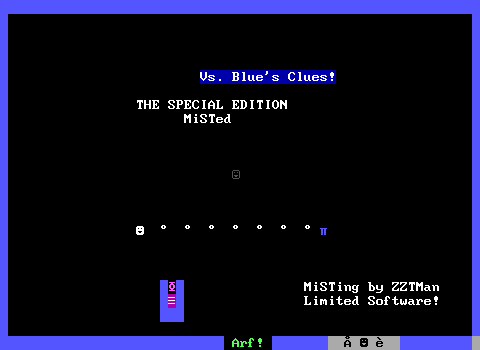 Vs. Blue's Clues!
THE SPECIAL EDITION
MiSTed
MiSTing by ZZTMan
Limited Software!
Arf!
Å ☻ è